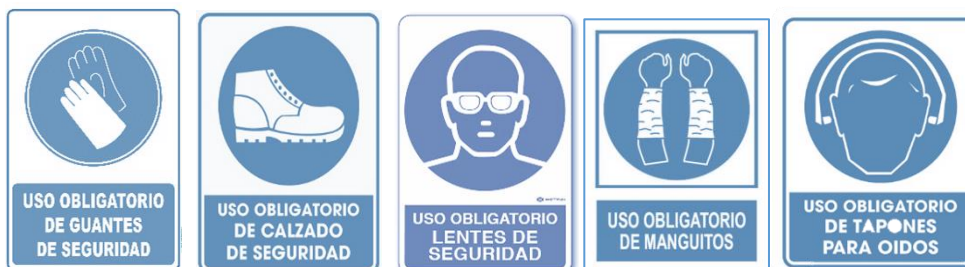 USO OBLIGATORIO
DE GUANTES
DE SEGURIDAD
USO OBLIGATORIO
DE CALZADO
DE SEGURIDAD
USO OBLIGATORIO
LENTES DE
SEGURIDAD
USO OBLIGATORIO
DE MANGUITOS
USO OBLIGATORIO
DE TAPONES
PARA OIDOS